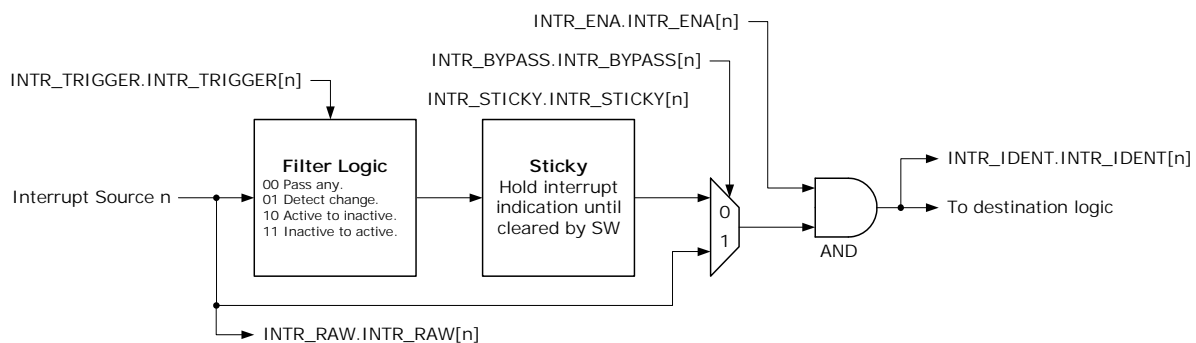 INTR_ENA.INTR_ENA[n]
INTR_BYPASS.INTR_BYPASS[n]
INTR_TRIGGER.INTR_TRIGGER[n]
INTR_STICKY.INTR_STICKY[n]
Filter Logic
00 Pass any.
01 Detect change.
10 Active to inactive.
11 Inactive to active.
Sticky
Hold interrupt
indication until
cleared by SW
INTR_IDENT.INTR_IDENT[n]
Interrupt Source n
0
1
To destination logic
AND
INTR_RAW.INTR_RAW[n]